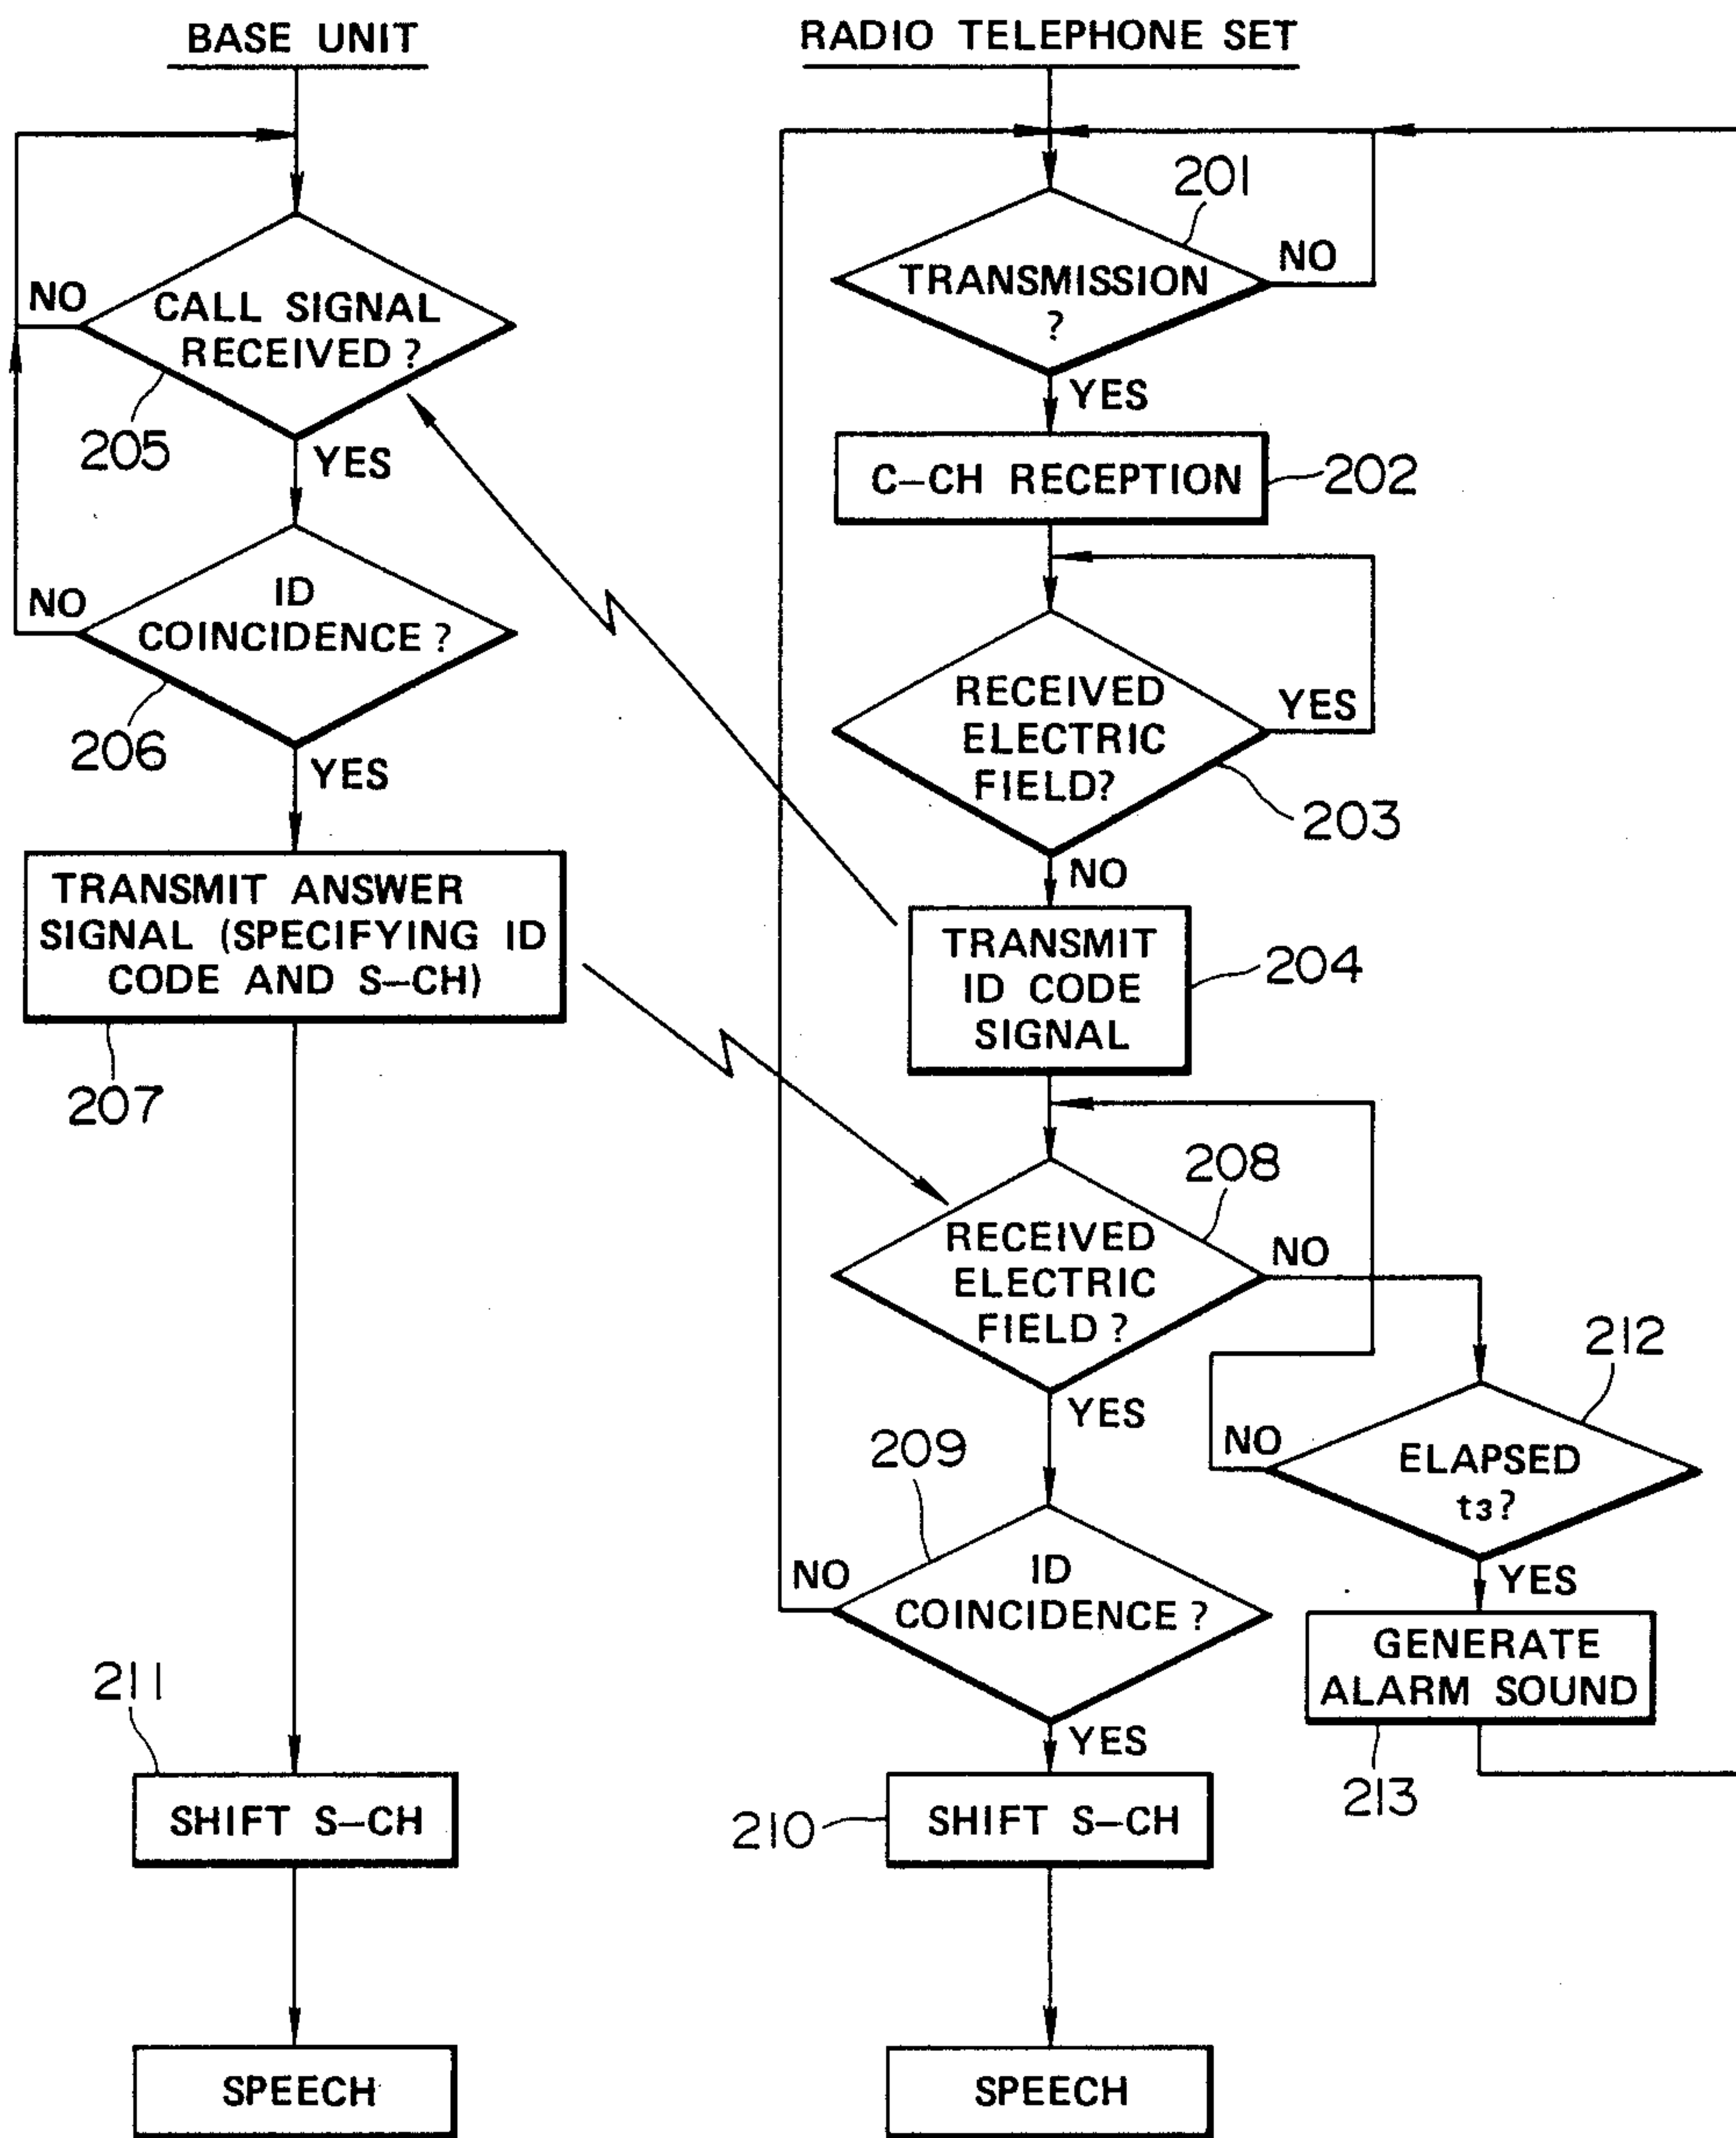 BASE UNIT
NO
CALL SIGNAL
RECEIVED ?
205
YES
NO
ID
COINCIDENCE ?
206
YES
TRANSMIT ANSWER
SIGNAL (SPECIFYING ID
CODE AND S-CH)
207
211
SHIFT S-CH
SPEECH
RADIO TELEPHONE SET
201
TRANSMISSION
?
NO
YES
C-CH RECEPTION
202
RECEIVED
ELECTRIC
FIELD?
YES
203
NO
TRANSMIT
ID CODE
SIGNAL
204
208
RECEIVED
ELECTRIC
FIELD ?
NO
YES
212
NO
ELAPSED
t3?
YES
GENERATE
ALARM SOUND
213
209
NO
ID
COINCIDENCE ?
YES
210
SHIFT S-CH
SPEECH